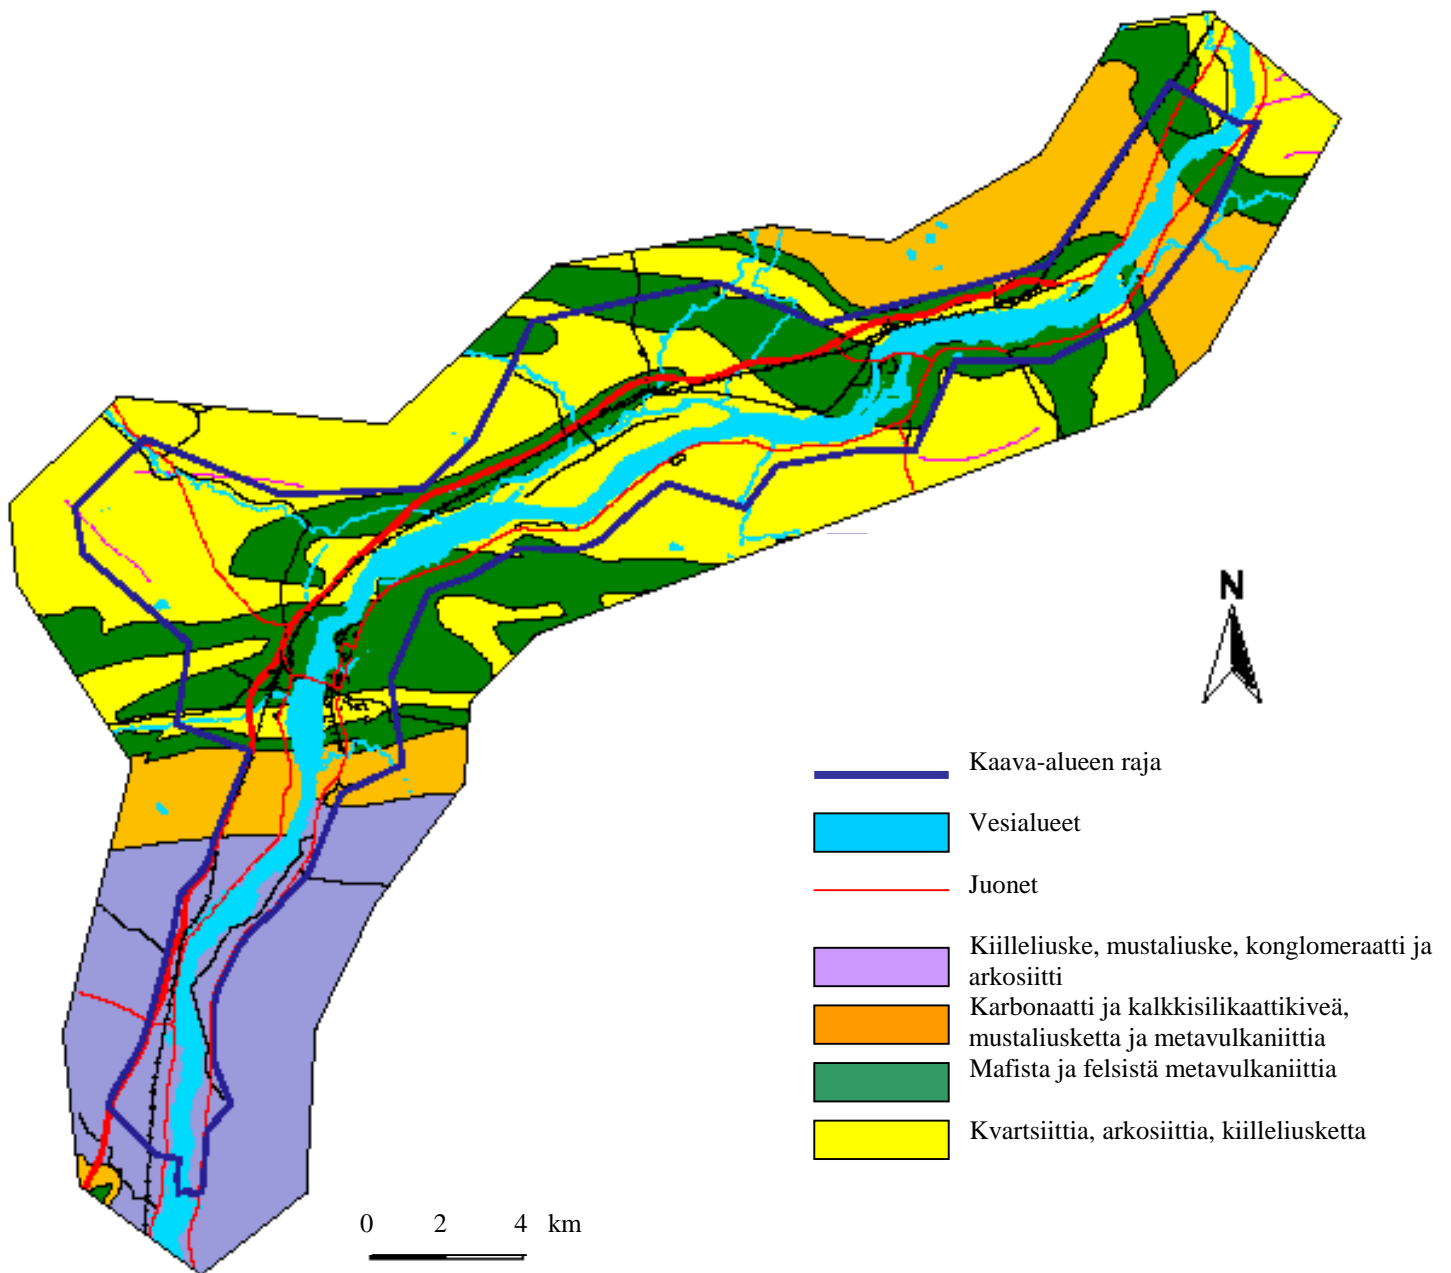 N
Kaava-alueen raja
Vesialueet
Juonet
Kiilleliuske, mustaliuske, konglomeraatti ja
arkosiitti
Karbonaatti ja kalkkisilikaattikiveä,
mustaliusketta ja metavulkaniittia
Mafista ja felsistä metavulkaniittia
Kvartsiittia, arkosiittia, kiilleliusketta
0 2 4 km